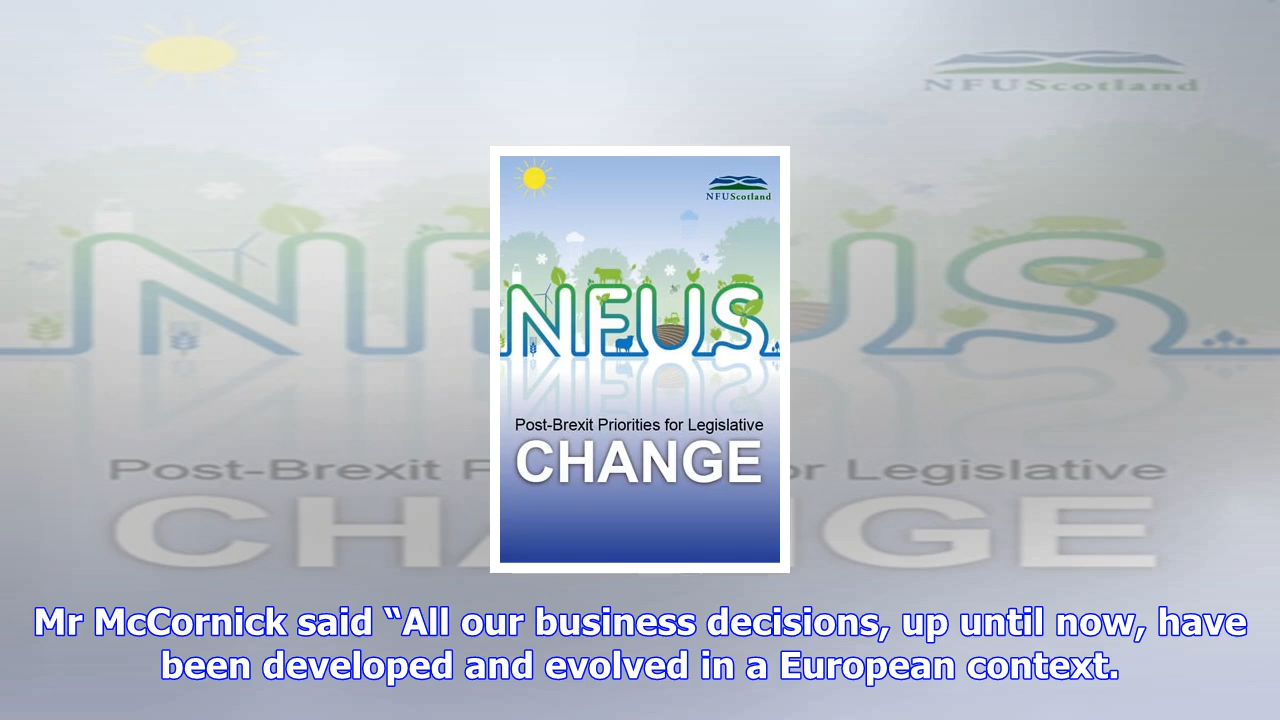 NFUScotland
NFUScotland
NFUS
Post-Brexit Priorities for Legislative
CHANGE
Mr McCornick said “All our business decisions, up until now, have
been developed and evolved in a European context.